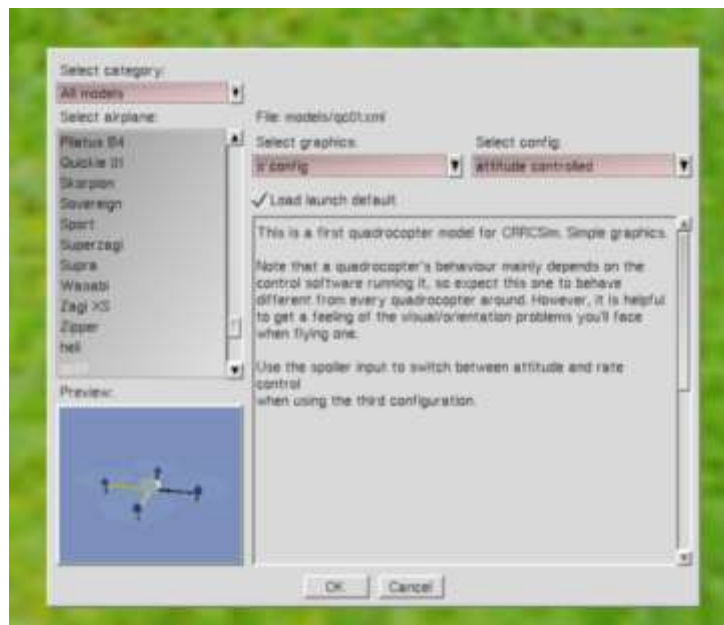 Select category:
All models
Select airplane:
File: models/qc01.xml
Pilatus B4
Quickie 01
Skorpion
Sovereign
Sport
Superzagi
Supra
Wasabi
Zagi XS
Zipper
heli
Select graphics:
Select config:
config
attitude controlled
Load launch default
This is a first quadrocopter model for CRRCSim. Simple graphics.
Note that a quadrocopter's behaviour mainly depends on the
control software running it, so expect this one to behave
different from every quadrocopter around. However, it is helpful
to get a feeling of the visual/orientation problems you'll face
when flying one.
Use the spoiler input to switch between attitude and rate
control
when using the third configuration.
Preview:
OK
Cancel